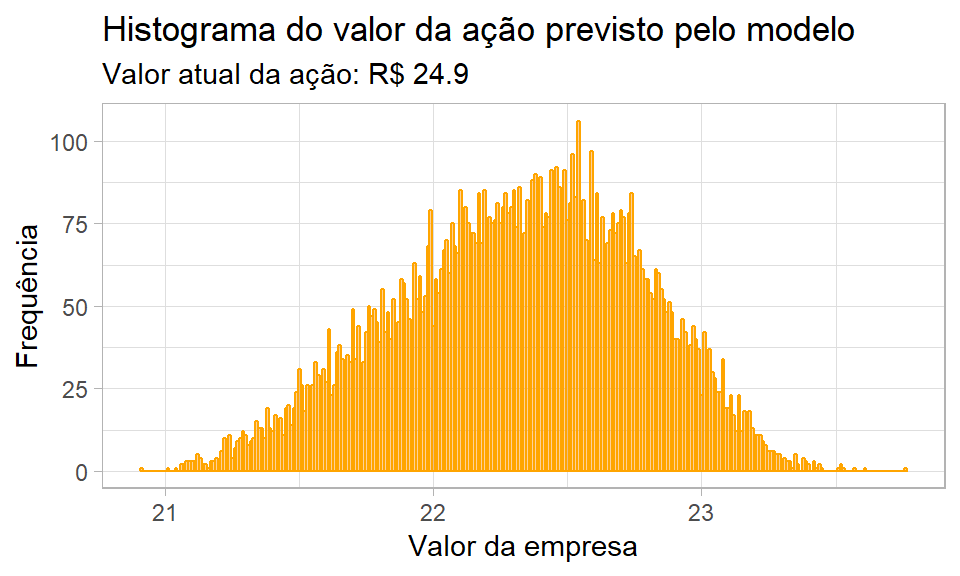 Histograma do valor da ação previsto pelo modelo
Valor atual da ação: R$ 24.9
Frequência
100
75
50
25
0
21 22 23
Valor da empresa